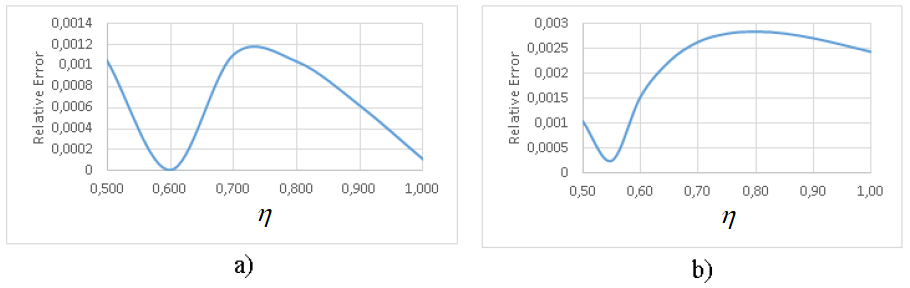 0,0014
0,0012
0,001
0,0008
0,0006
0,0004
0,0002
0
Relative Error
0,500 0,600 0,700 0,800 0,900 1,000
η
a)
0,003
0,0025
0,002
0,0015
0,001
0,0005
0
Relative Error
0,50 0,60 0,70 0,80 0,90 1,00
η
b)